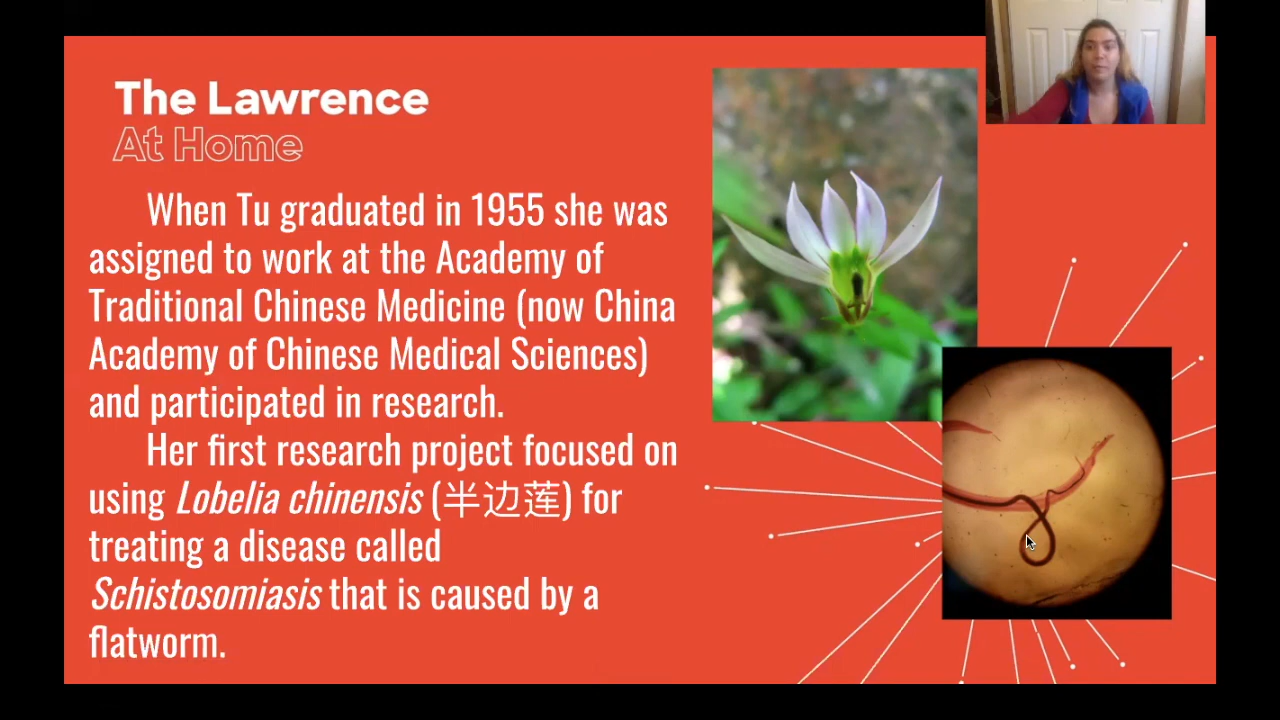 The Lawrence
At Home
When Tu graduated in 1955 she was
assigned to work at the Academy of
Traditional Chinese Medicine (now China
Academy of Chinese Medical Sciences)
and participated in research.
Her first research project focused on
using Lobelia chinensis (半边莲) for
treating a disease called
Schistosomiasis that is caused by a
flatworm.